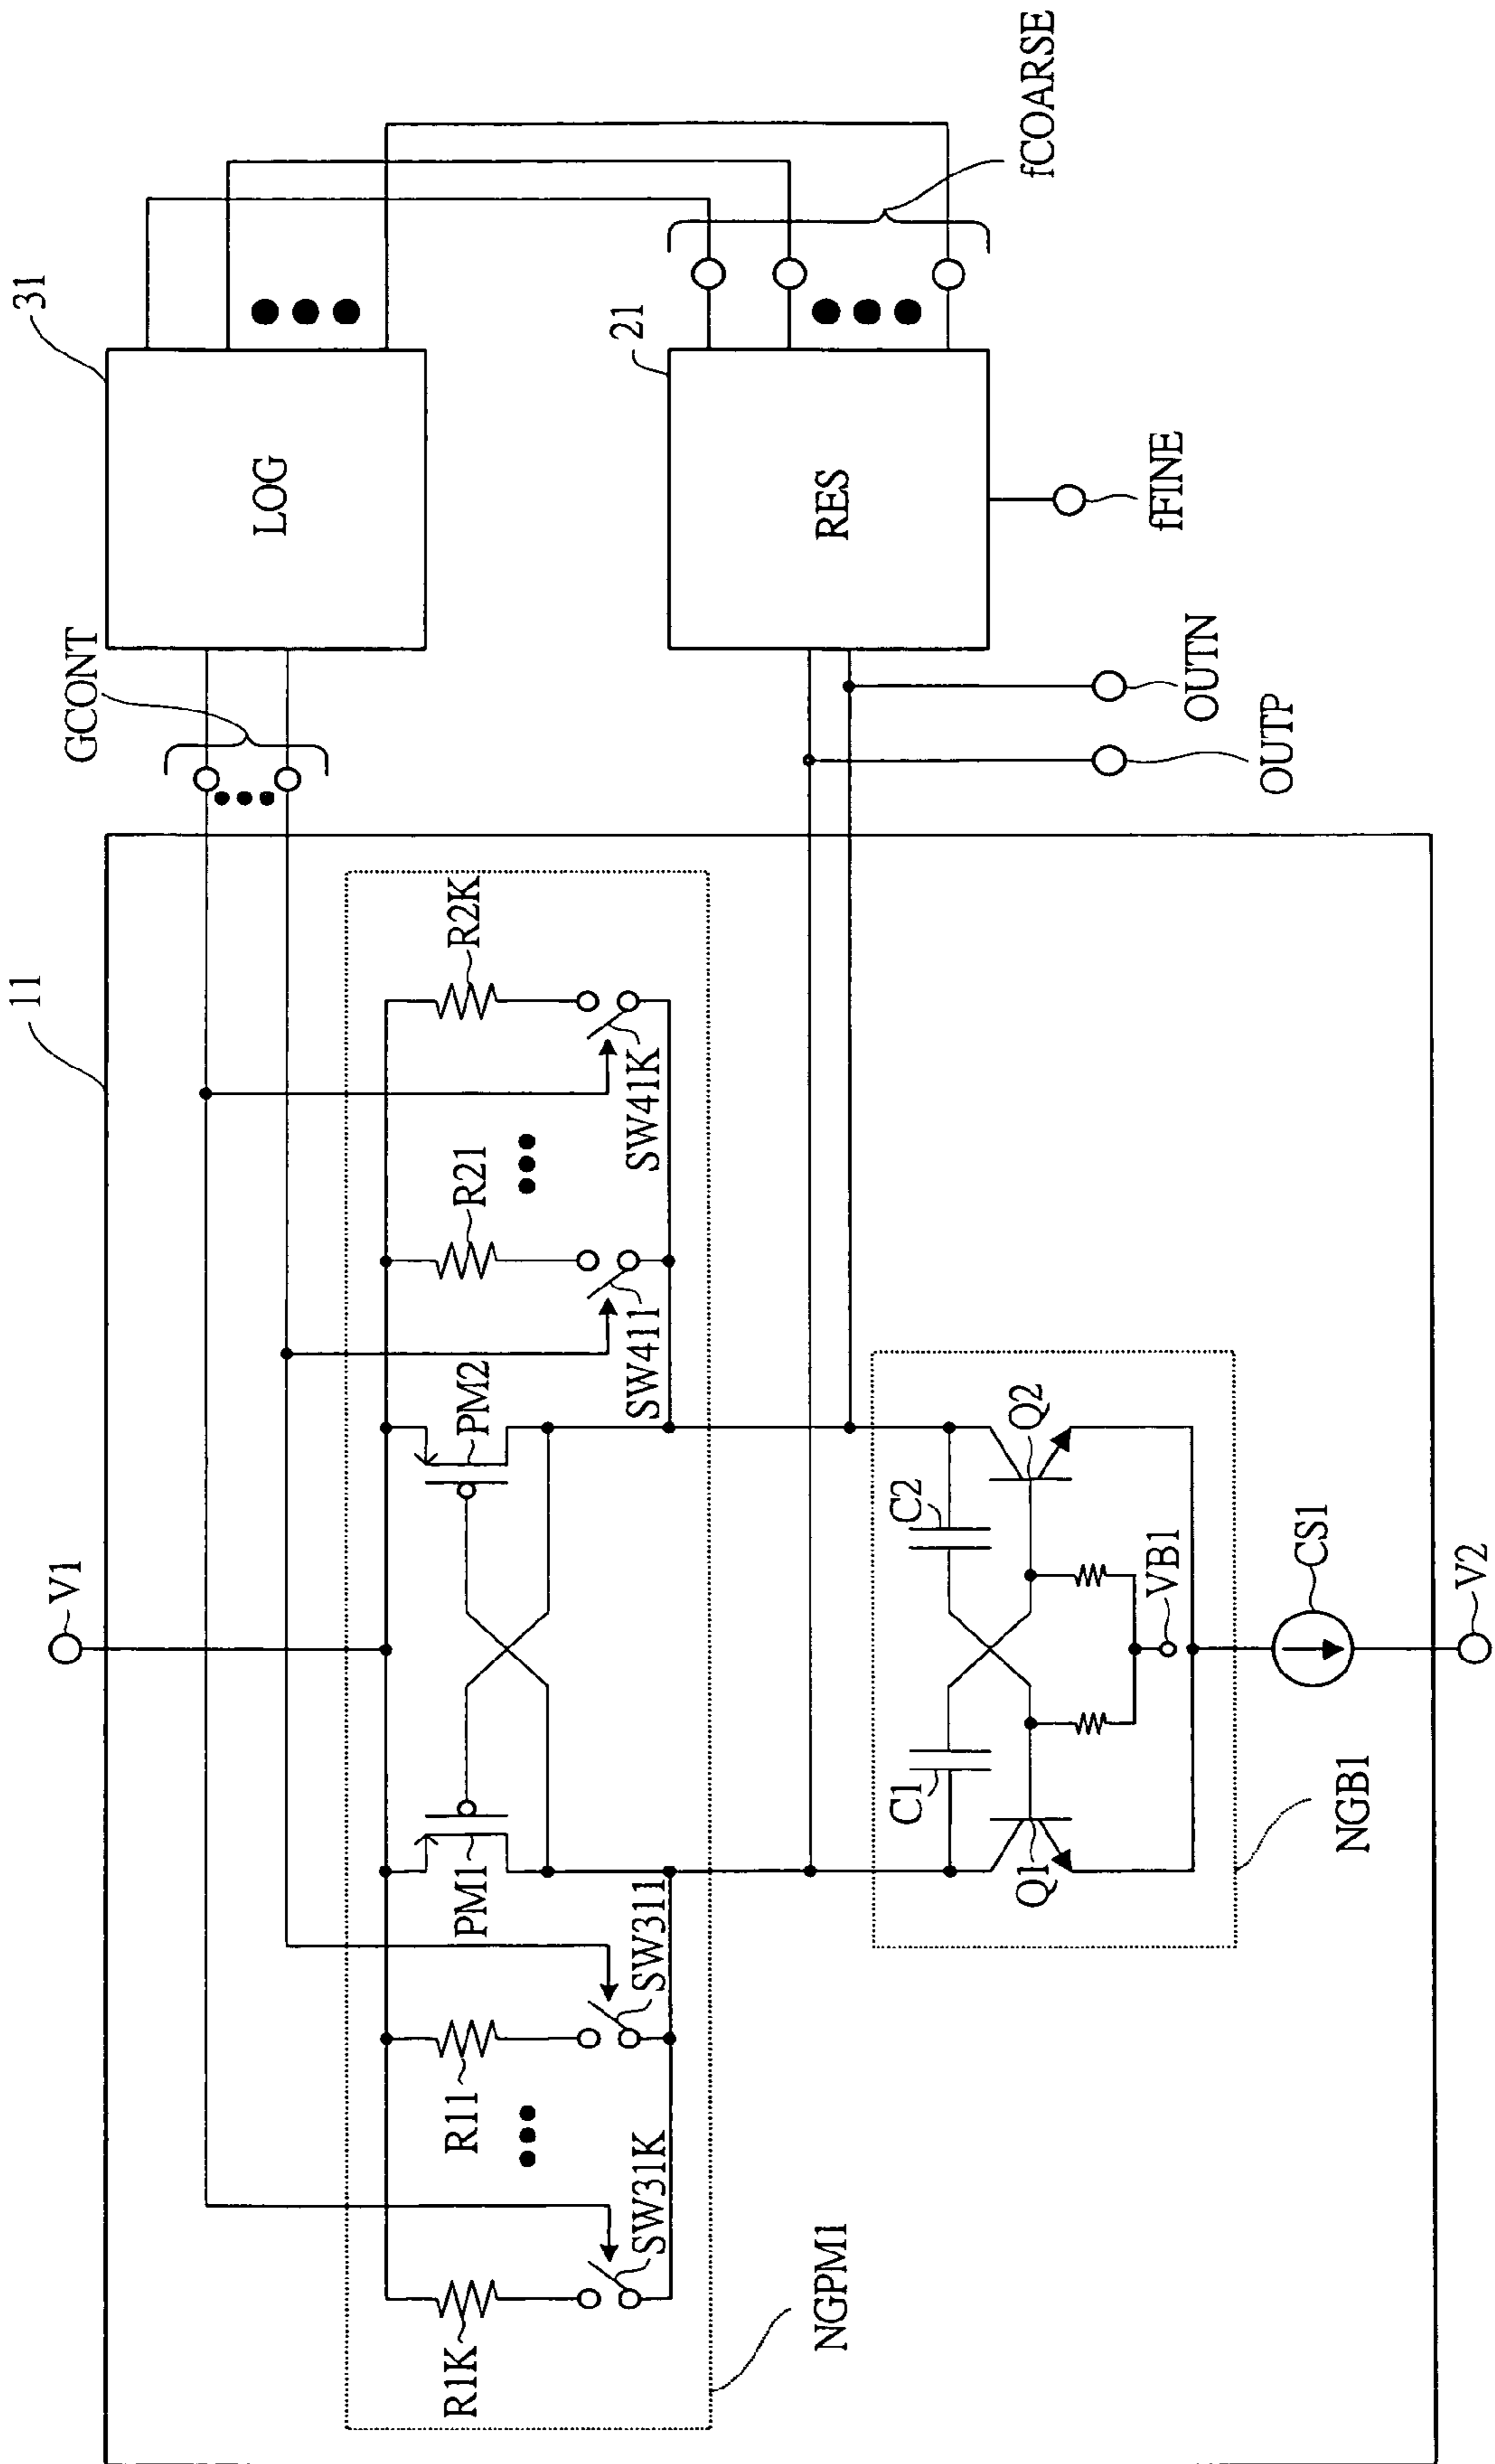 V1
11
31
GCONT
LOG
R1K
R11
PM1
PM2
R21
R2K
SW31K
SW311
SW411
SW41K
NGPM1
21
RES
fCOARSE
fFINE
OUTN
OUTP
C1
C2
Q1
Q2
VB1
NGB1
CS1
V2